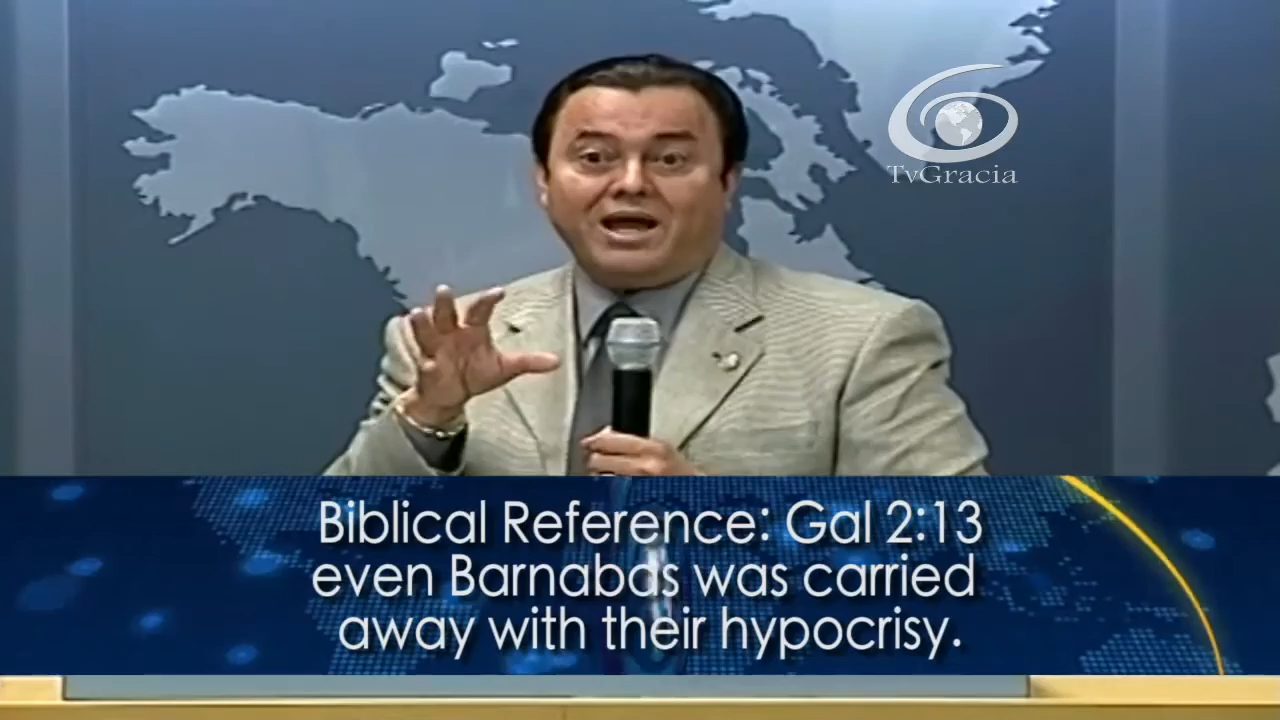 TvGracia
Biblical Reference: Gal 2:13
even Barnabas was carried
away with their hypocrisy.